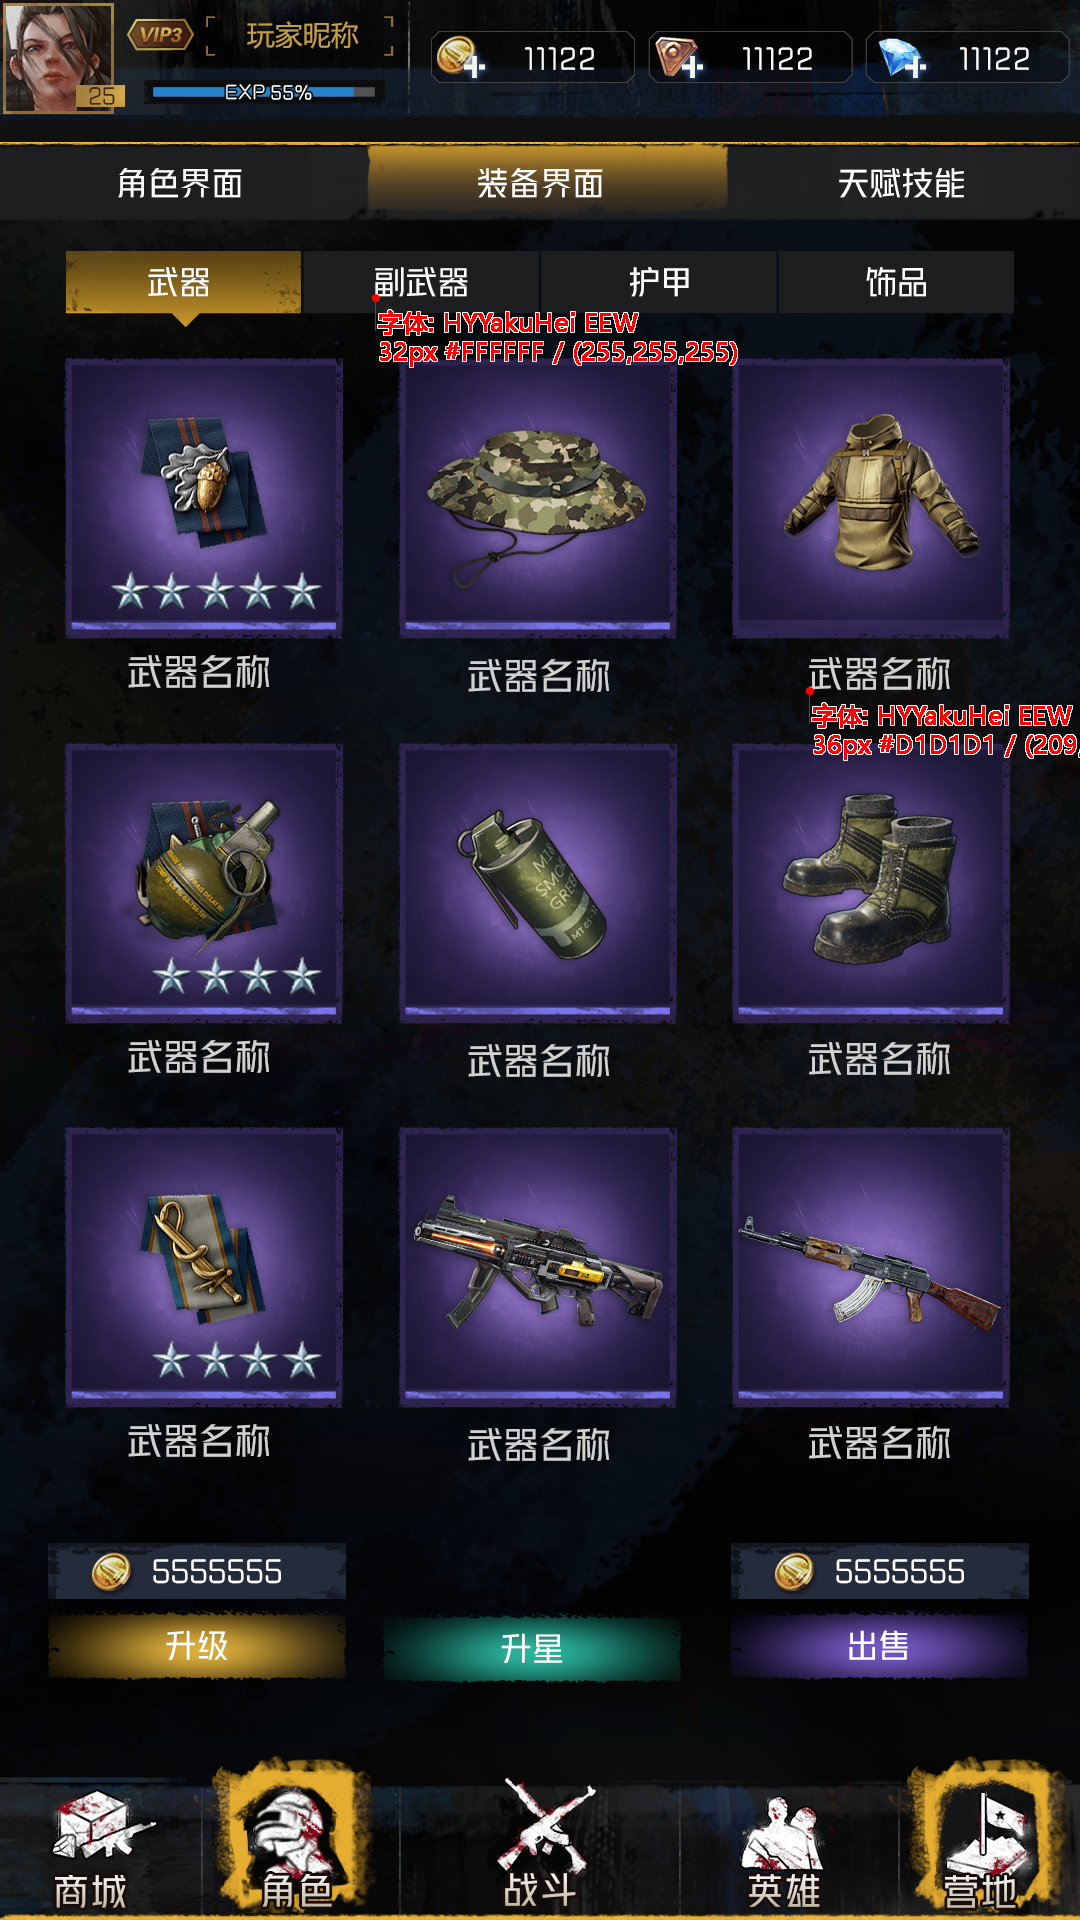 VIP3
玩家昵称
25
EXP 55%
11122
11122
11122
角色界面
装备界面
天赋技能
武器
副武器
护甲
饰品
字体: HYYakuHei EEW
32px #FFFFFF / (255,255,255)
武器名称
武器名称
武器名称
字体: HYYakuHei EEW
36px #D1D1D1 / (209,
M18
SMOKE
GREEN
武器名称
武器名称
武器名称
武器名称
武器名称
武器名称
5555555
5555555
升级
升星
出售
商城
角色
战斗
英雄
营地